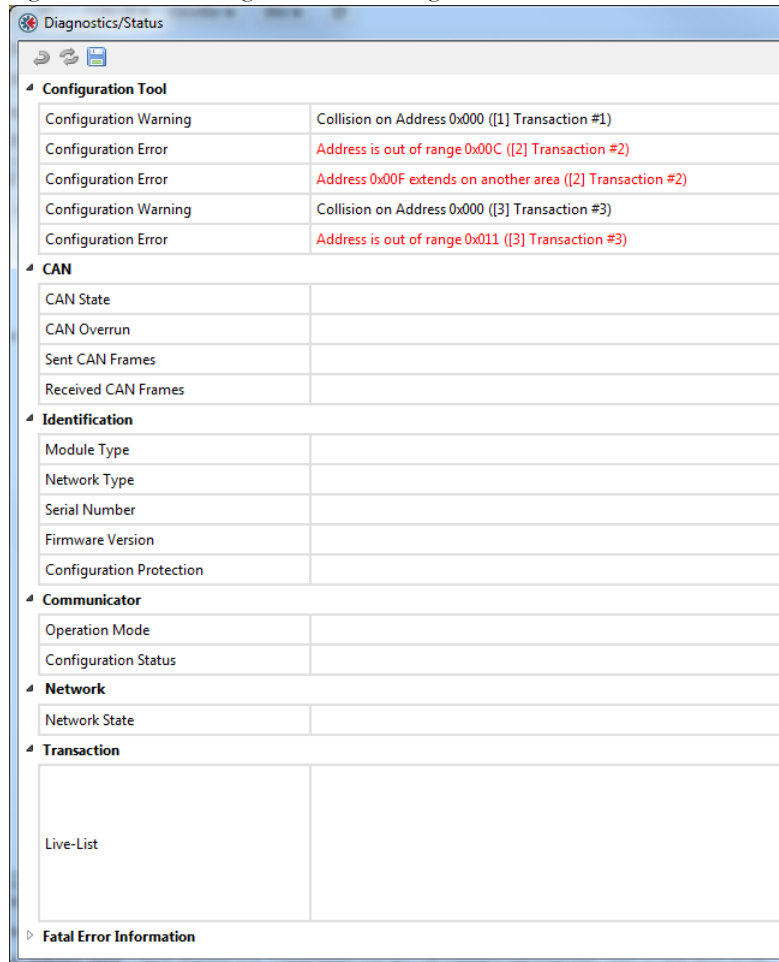 Diagnostics/Status
Configuration Tool
Configuration Warning Collision on Address 0x000 ([1] Transaction #1)
Configuration Error Address is out of range 0x00C ([2] Transaction #2)
Configuration Error Address 0x00F extends on another area ([2] Transaction #2)
Configuration Warning Collision on Address 0x000 ([3] Transaction #3)
Configuration Error Address is out of range 0x011 ([3] Transaction #3)
CAN
CAN State
CAN Overrun
Sent CAN Frames
Received CAN Frames
Identification
Module Type
Network Type
Serial Number
Firmware Version
Configuration Protection
Communicator
Operation Mode
Configuration Status
Network
Network State
Transaction
Live-List
Fatal Error Information